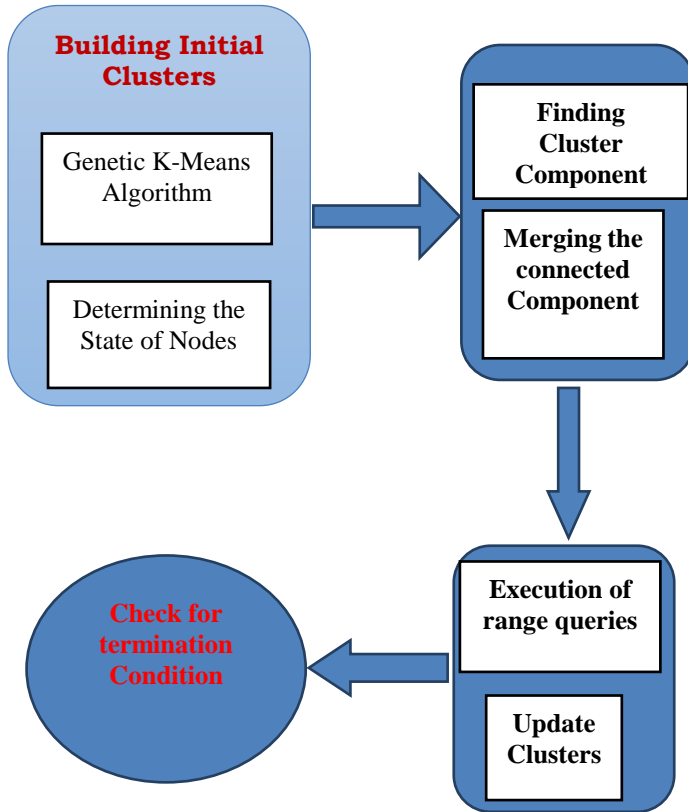 Building Initial
Clusters
Genetic K-Means
Algorithm
Determining the
State of Nodes
Finding
Cluster
Component
Merging the
connected
Component
Execution of
range queries
Update
Clusters
Check for
termination
Condition